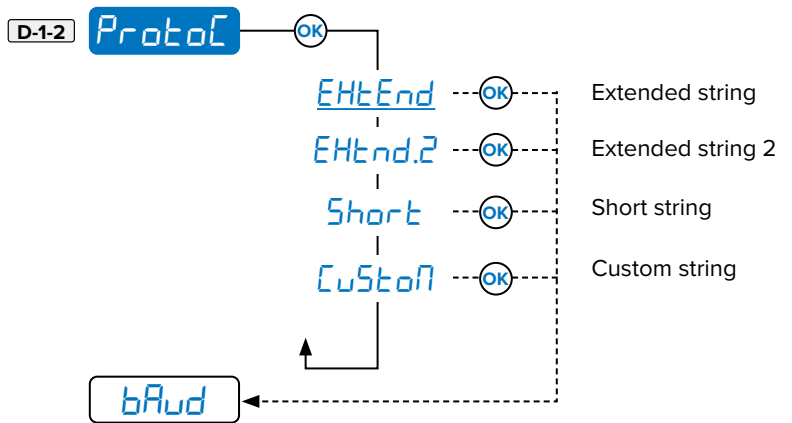 D-1-2 ProtoC OK
EHtEnd OK Extended string
EHtnd.2 OK Extended string 2
Short OK Short string
CuStoM OK Custom string
bAud